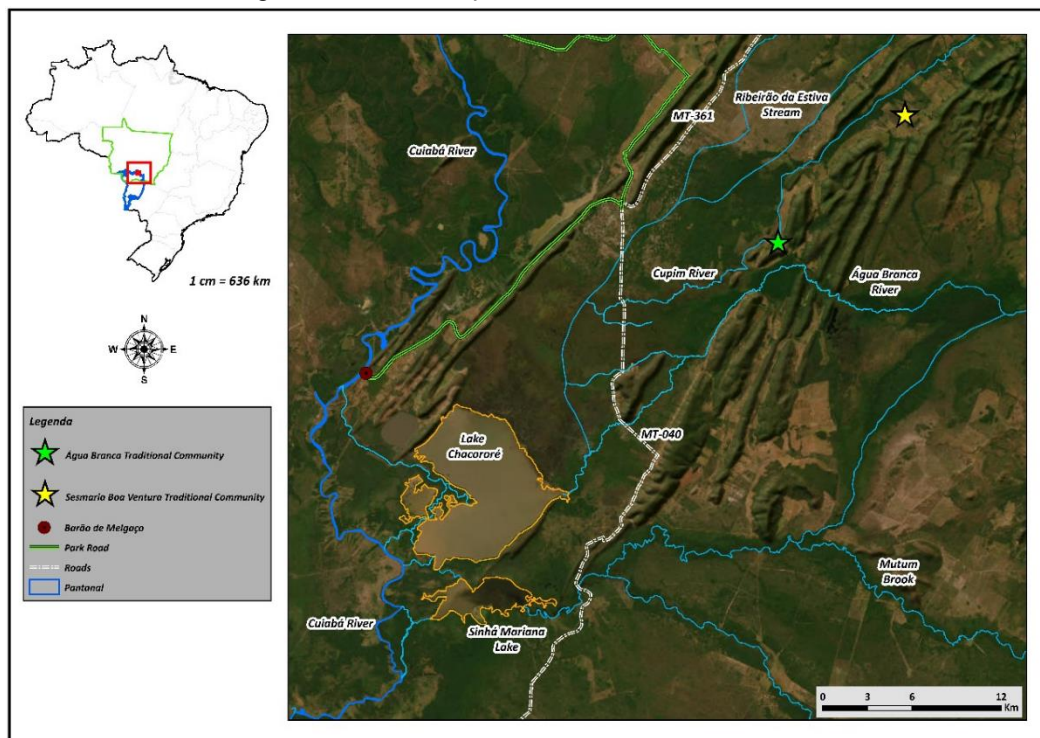 1 cm = 636 km
N
W
E
S
Legenda
Água Branca Traditional Community
Sesmario Boa Ventura Traditional Community
Barão de Melgaço
Park Road
Roads
Pantanal
Cuiabá River
MT-361
Ribeirão da Estiva
Stream
Cupim River
Água Branca
River
Lake
Chacororé
MT-040
Mutum
Brook
Cuiabá River
Sinhá Mariana
Lake
0 3 6 12
Km